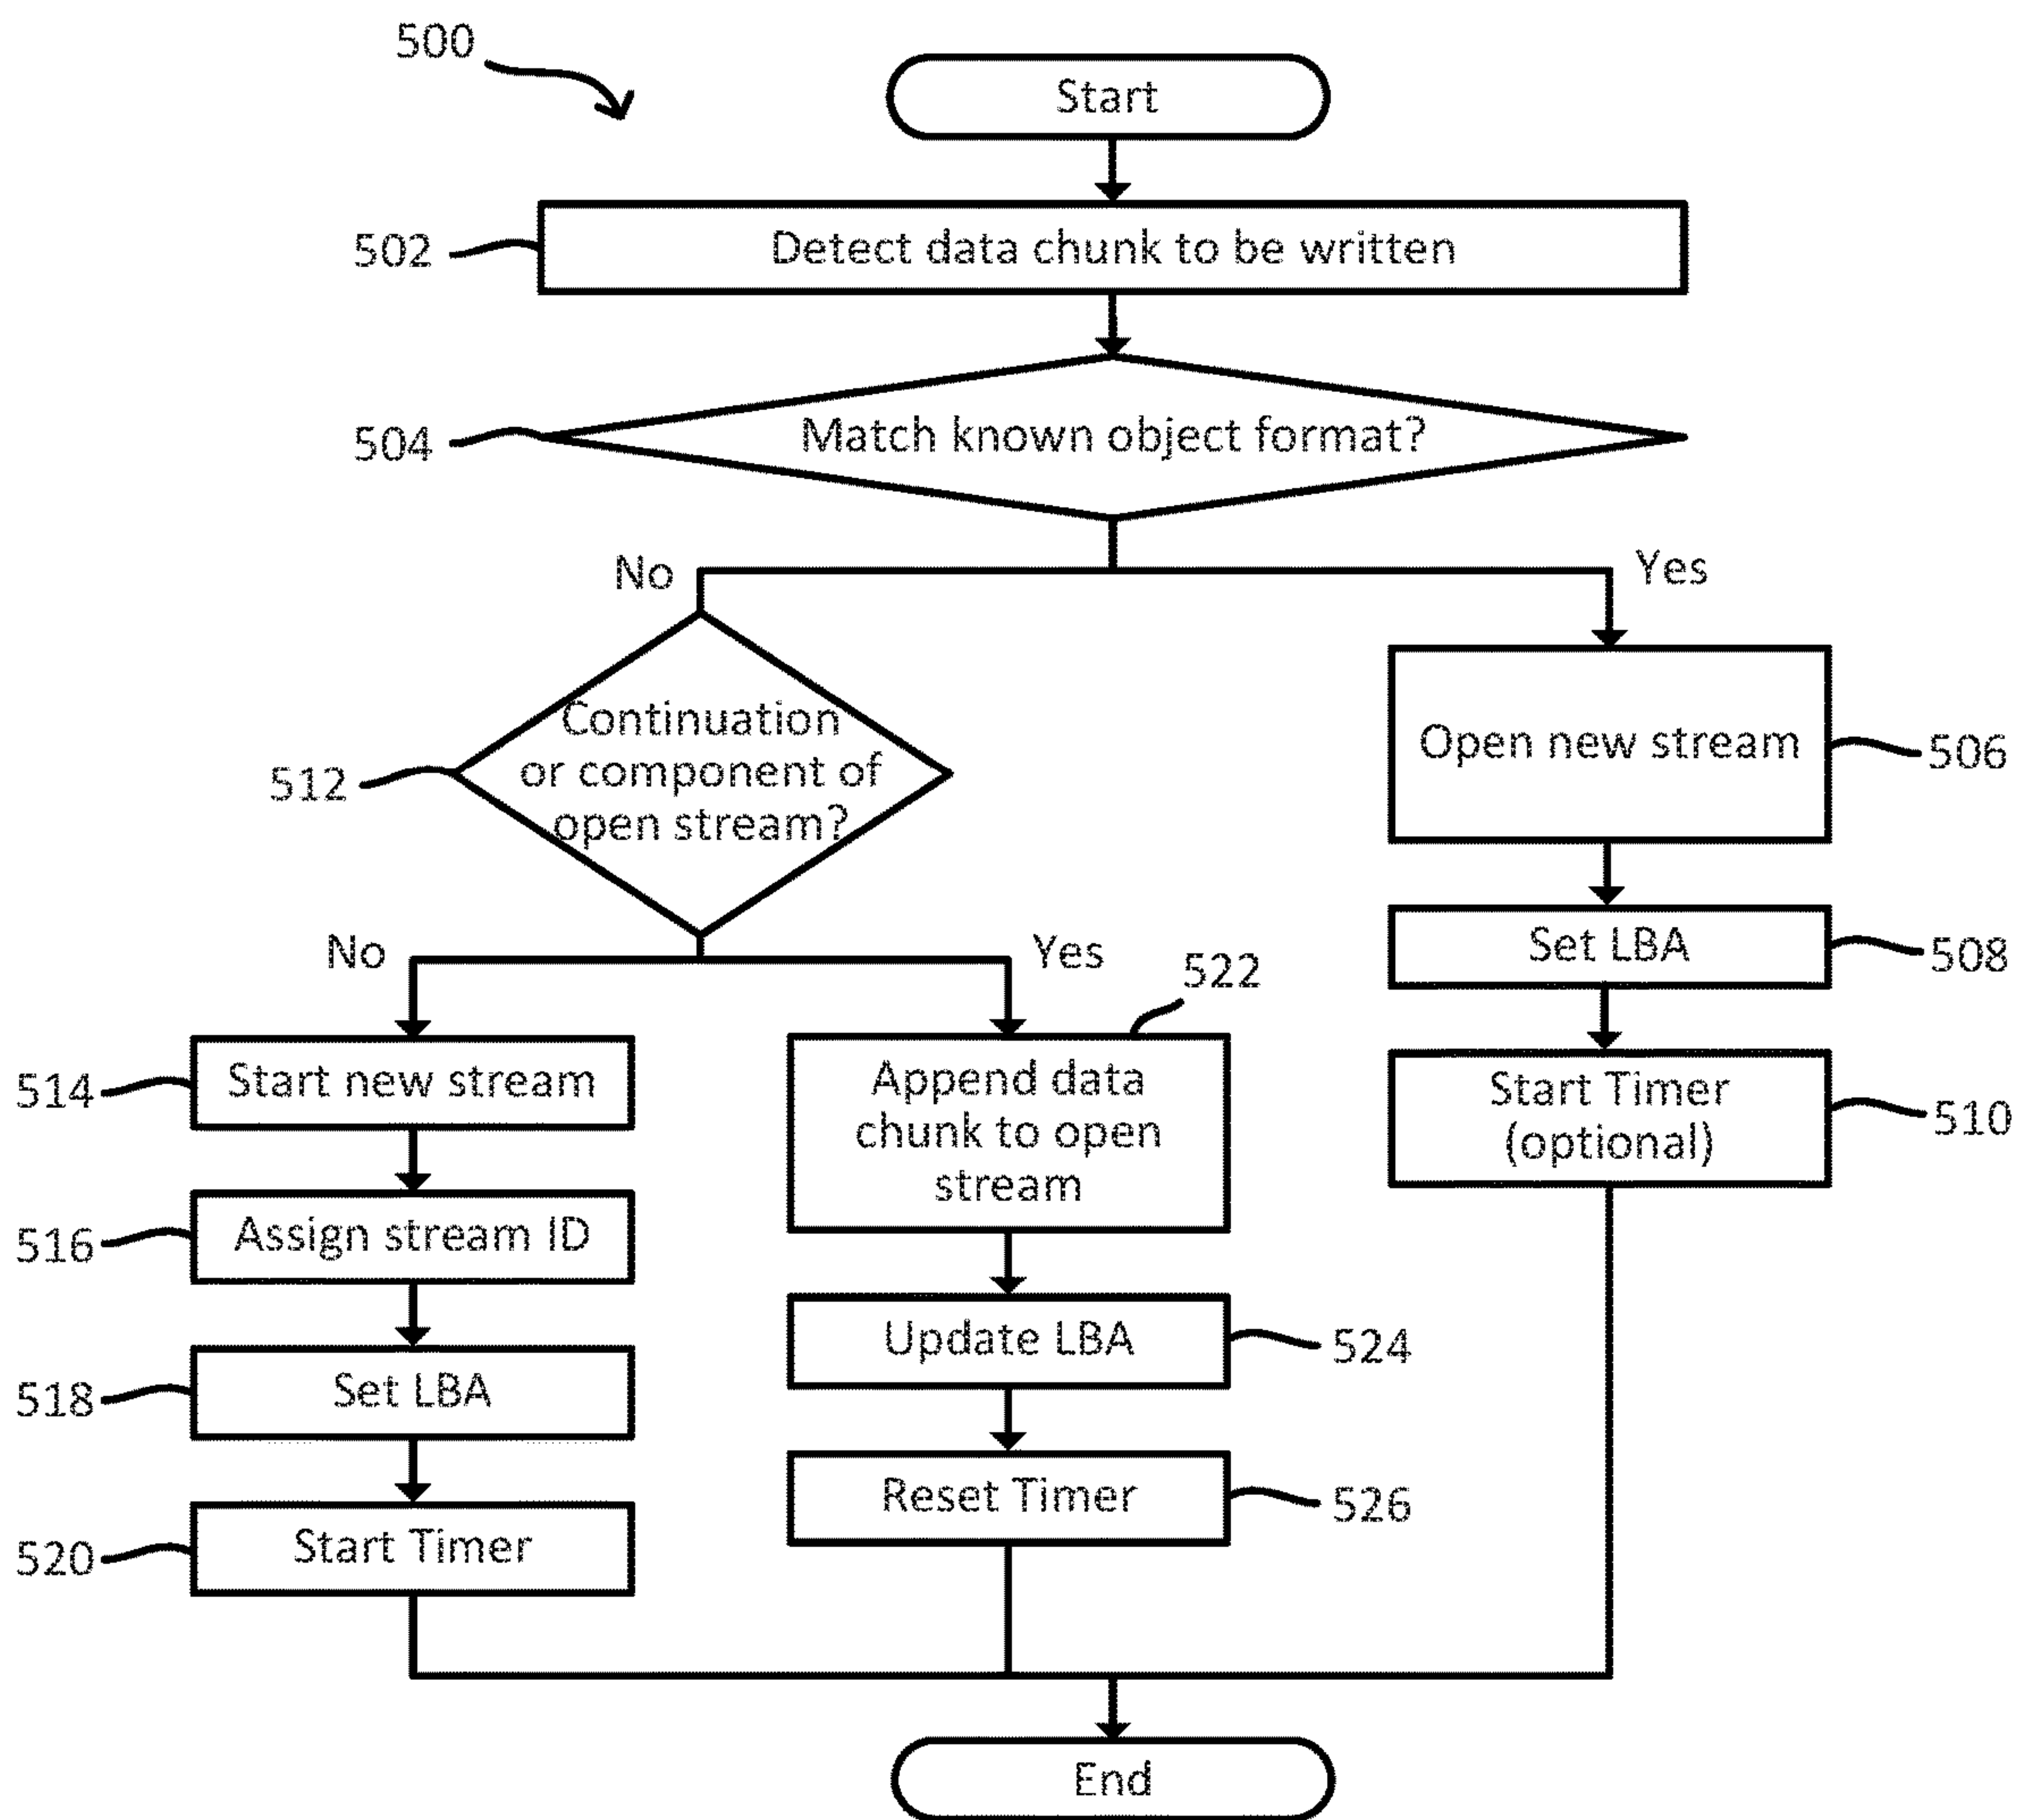 500
Start
502
Detect data chunk to be written
504
Match known object format?
No
Yes
Continuation
or component of
open stream?
512
Open new stream
506
Set LBA
508
Start Timer
(optional)
510
No
Yes
514
Start new stream
516
Assign stream ID
518
Set LBA
520
Start Timer
522
Append data
chunk to open
stream
Update LBA
524
Reset Timer
526
End